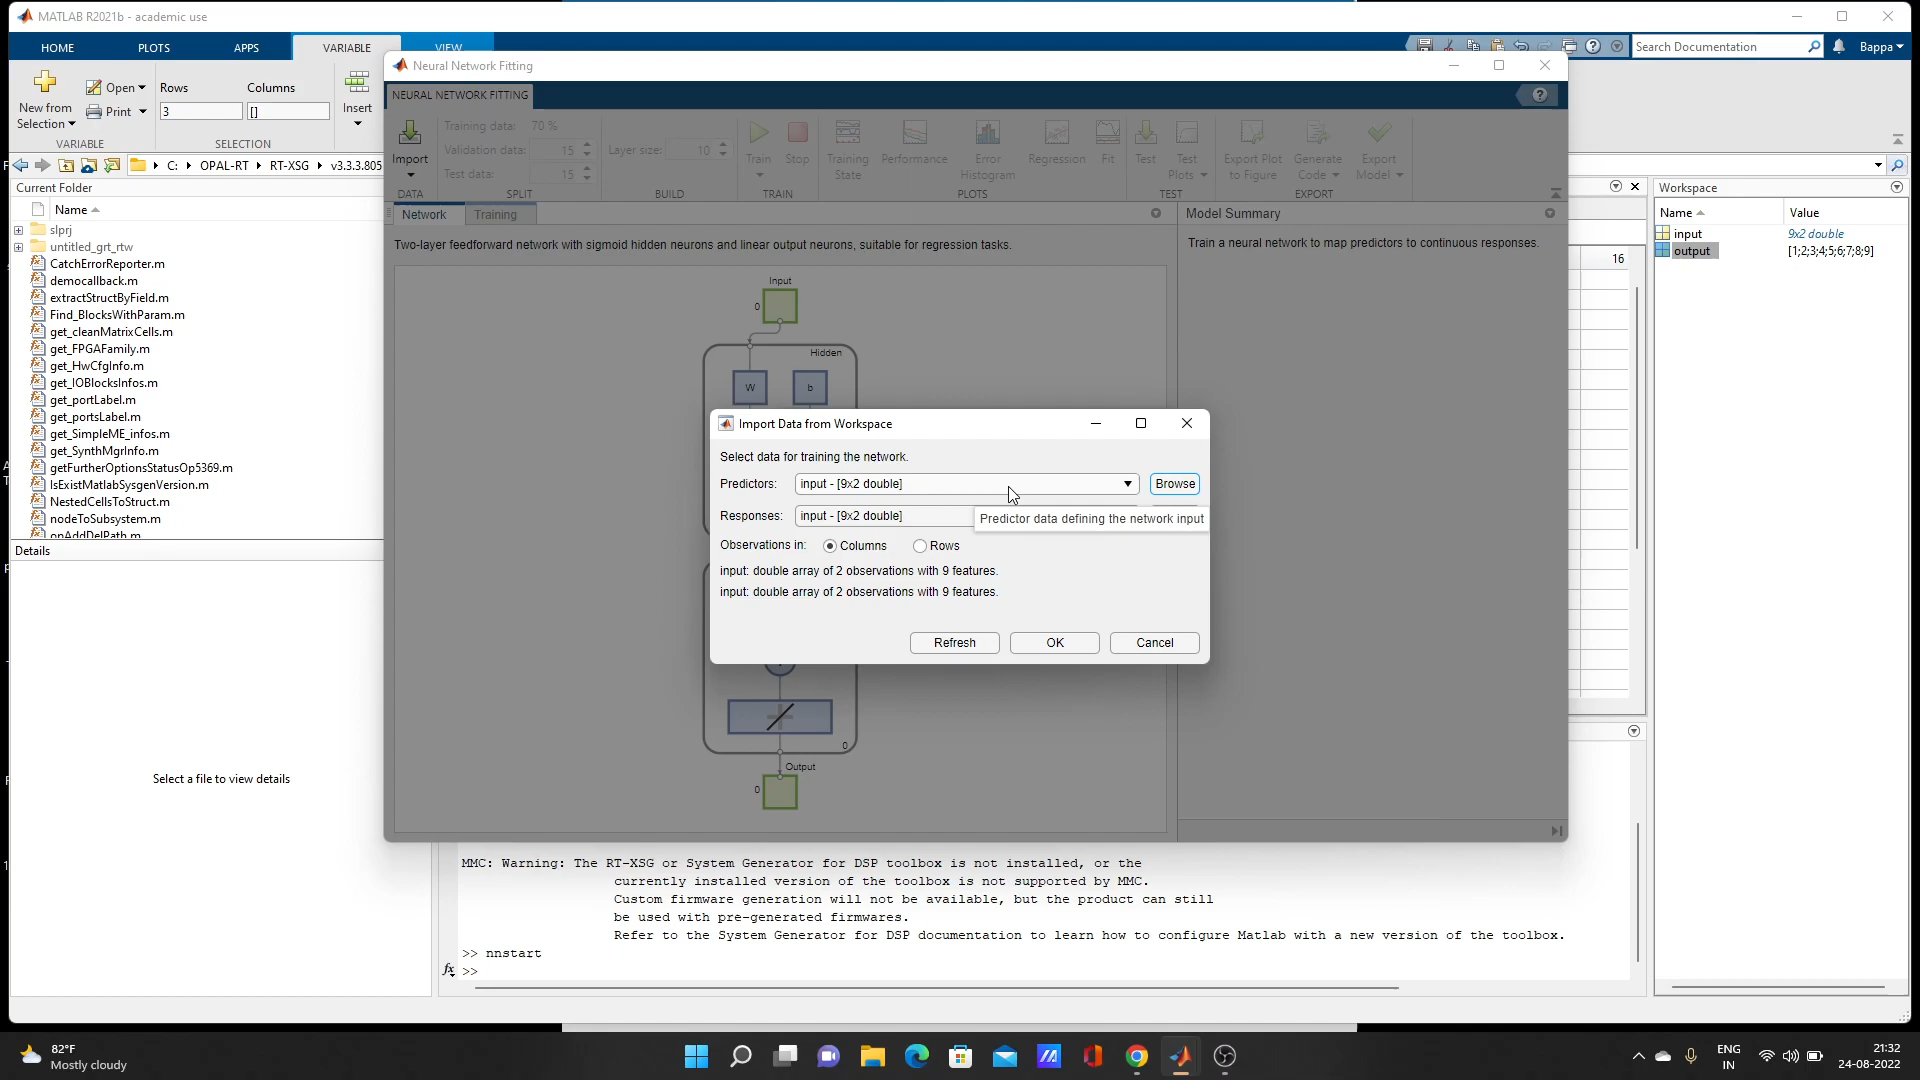 MATLAB R2021b - academic use
HOME PLOTS APPS VARIABLE VIEW
Search Documentation Bappa
New from Selection
Open
Print
Rows Columns
3 []
Insert
VARIABLE SELECTION
C: OPAL-RT RT-XSG v3.3.3.805
Current Folder
Name
slprj
untitled_grt_rtw
CatchErrorReporter.m
democallback.m
extractStructByField.m
Find_BlocksWithParam.m
get_cleanMatrixCells.m
get_FPGAFamily.m
get_HwCfgInfo.m
get_IOBlocksInfos.m
get_portLabel.m
get_portsLabel.m
get_SimpleME_infos.m
get_SynthMgrInfo.m
getFurtherOptionsStatusOp5369.m
IsExistMatlabSysgenVersion.m
NestedCellsToStruct.m
nodeToSubsystem.m
onAddDelPath.m
Details
Select a file to view details
Neural Network Fitting
NEURAL NETWORK FITTING
Import
DATA
Training data: 70 %
Validation data: 15
Test data: 15
SPLIT
Layer size: 10
BUILD
Train Stop
TRAIN
Training State
Performance
Error Histogram
Regression
Fit
PLOTS
Test
Test Plots
TEST
Export Plot to Figure
Generate Code
Export Model
EXPORT
Network Training
Two-layer feedforward network with sigmoid hidden neurons and linear output neurons, suitable for regression tasks.
Input
0
Hidden
W b
0
Output
0
Model Summary
Train a neural network to map predictors to continuous responses.
Import Data from Workspace
Select data for training the network.
Predictors: input - [9x2 double] Browse
Responses: input - [9x2 double]
Predictor data defining the network input
Observations in: Columns Rows
input: double array of 2 observations with 9 features.
input: double array of 2 observations with 9 features.
Refresh OK Cancel
16
Workspace
Name Value
input 9x2 double
output [1;2;3;4;5;6;7;8;9]
MMC: Warning: The RT-XSG or System Generator for DSP toolbox is not installed, or the
currently installed version of the toolbox is not supported by MMC.
Custom firmware generation will not be available, but the product can still
be used with pre-generated firmwares.
Refer to the System Generator for DSP documentation to learn how to configure Matlab with a new version of the toolbox.
>> nnstart
fx >>
82°F
Mostly cloudy
ENG
IN
21:32
24-08-2022